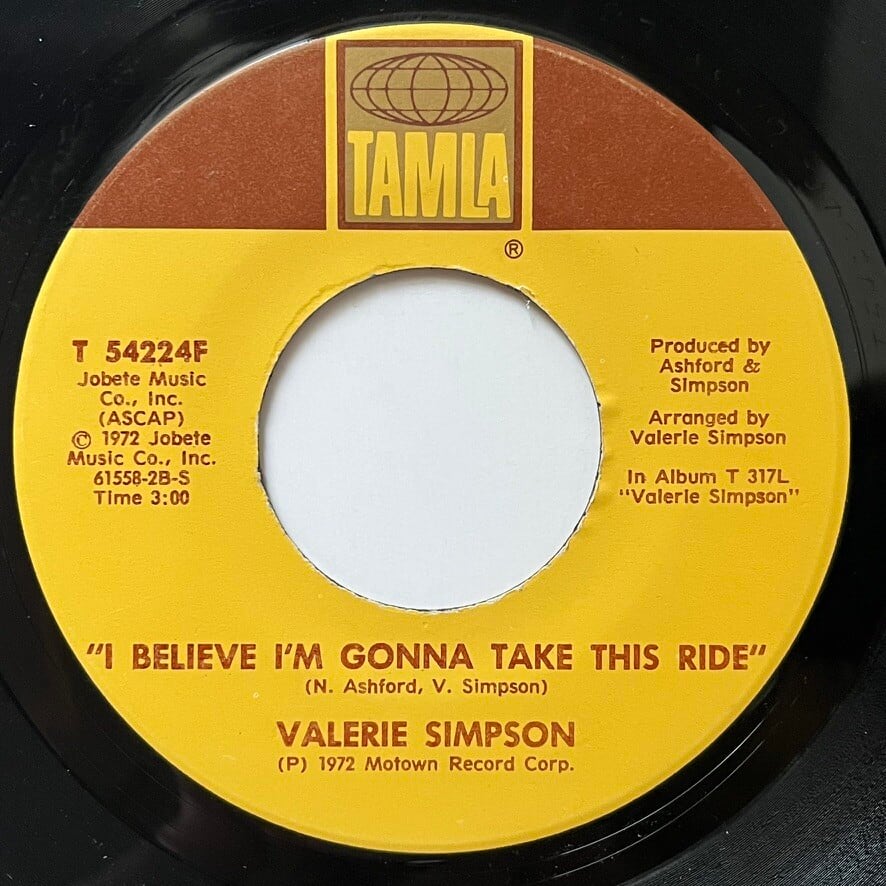 TAMLA
®
T 54224F
Jobete Music
Co., Inc.
(ASCAP)
© 1972 Jobete
Music Co., Inc.
61558-2B-S
Time 3:00
Produced by
Ashford &
Simpson
Arranged by
Valerie Simpson
In Album T 317L
"Valerie Simpson"
"I BELIEVE I'M GONNA TAKE THIS RIDE"
(N. Ashford, V. Simpson)
VALERIE SIMPSON
(P) 1972 Motown Record Corp.